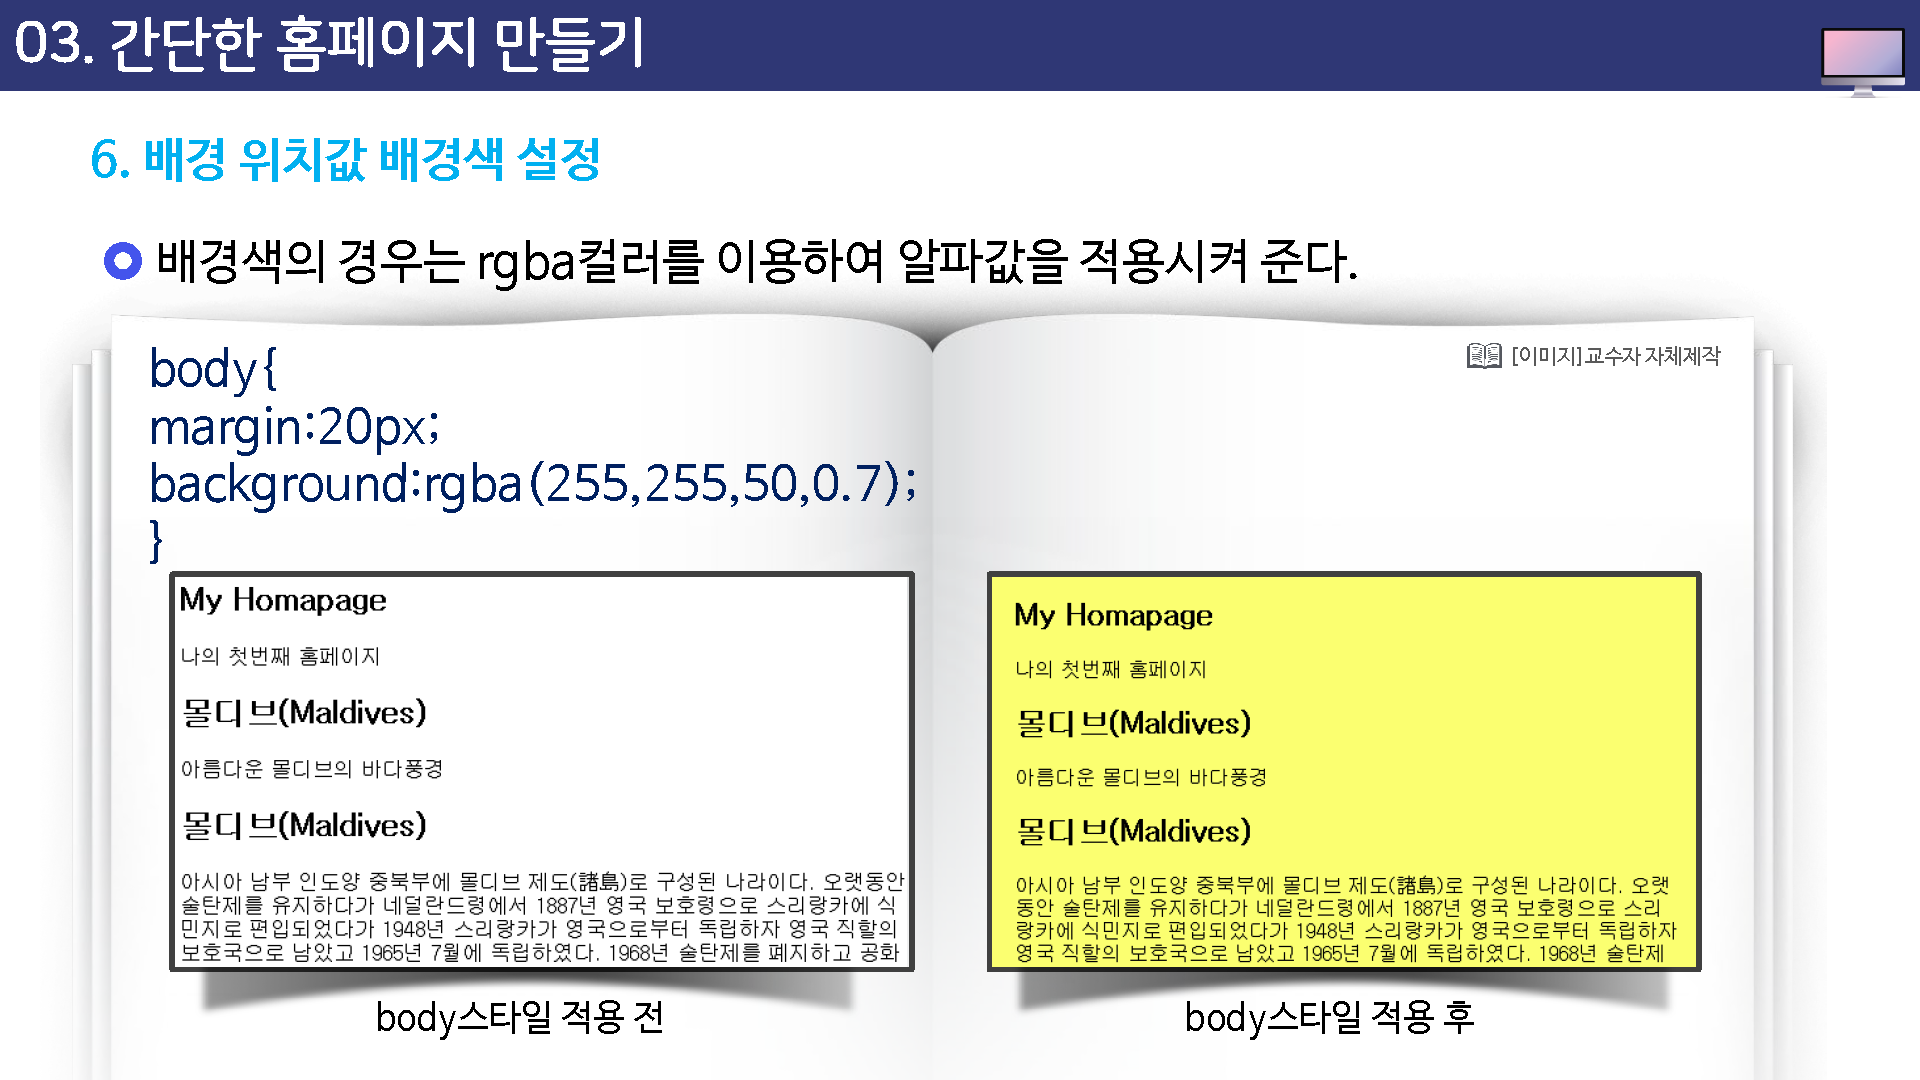 03. 간단한 홈페이지 만들기
6. 배경 위치값 배경색 설정
배경색의 경우는 rgba컬러를 이용하여 알파값을 적용시켜 준다.
[이미지]교수자 자체제작
body{
margin:20px;
background:rgba(255,255,50,0.7);
}
My Homapage
나의 첫번째 홈페이지
몰디브(Maldives)
아름다운 몰디브의 바다풍경
몰디브(Maldives)
아시아 남부 인도양 중북부에 몰디브 제도(諸島)로 구성된 나라이다. 오랫동안
술탄제를 유지하다가 네덜란드령에서 1887년 영국 보호령으로 스리랑카에 식
민지로 편입되었다가 1948년 스리랑카가 영국으로부터 독립하자 영국 직할의
보호국으로 남았고 1965년 7월에 독립하였다. 1968년 술탄제를 폐지하고 공화
body스타일 적용 전
My Homapage
나의 첫번째 홈페이지
몰디브(Maldives)
아름다운 몰디브의 바다풍경
몰디브(Maldives)
아시아 남부 인도양 중북부에 몰디브 제도(諸島)로 구성된 나라이다. 오랫
동안 술탄제를 유지하다가 네덜란드령에서 1887년 영국 보호령으로 스리
랑카에 식민지로 편입되었다가 1948년 스리랑카가 영국으로부터 독립하자
영국 직할의 보호국으로 남았고 1965년 7월에 독립하였다. 1968년 술탄제
body스타일 적용 후